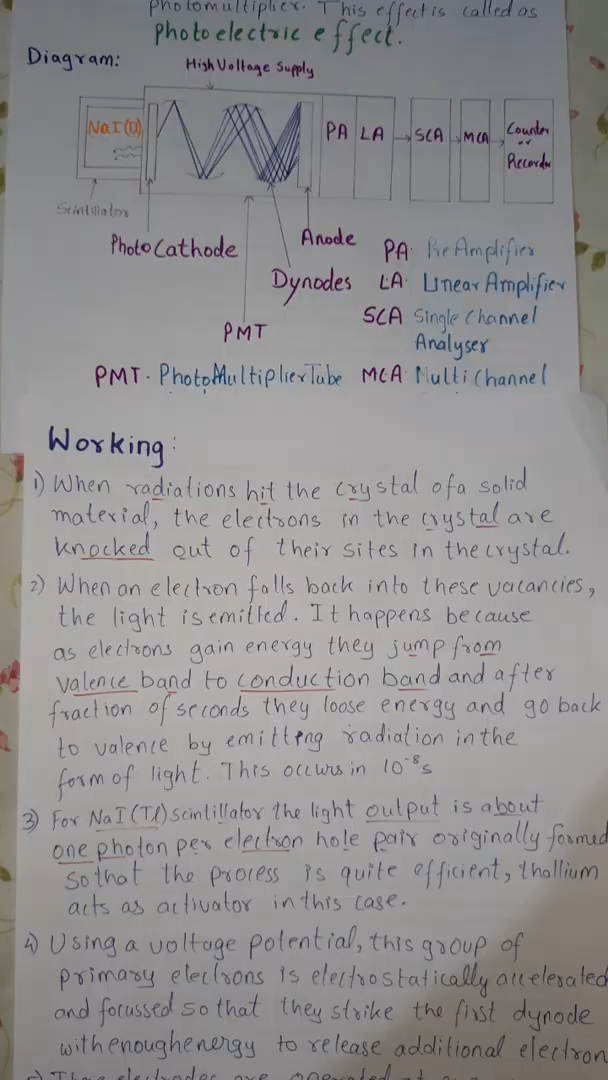 photomultiplier. This effect is called as
Photoelectric effect.
Diagram:
High Voltage Supply
NaI(Tl)
PA LA SCA MCA Counter
or
Recorder
Scintillator
PhotoCathode
Anode
Dynodes
PMT
PA PreAmplifier
LA Linear Amplifier
SCA Single Channel
Analyser
PMT - PhotoMultiplierTube MCA Multi Channel
Working:
1) When radiations hit the crystal of a solid
material, the electrons in the crystal are
knocked out of their sites in the crystal.
2) When an electron falls back into these vacancies,
the light is emitted. It happens because
as electrons gain energy they jump from
valence band to conduction band and after
fraction of seconds they loose energy and go back
to valence by emitting radiation in the
form of light. This occurs in 10⁻⁸s
3) For NaI(Tl) scintillator the light output is about
one photon per electron hole pair originally formed
so that the process is quite efficient, thallium
acts as activator in this case.
4) Using a voltage potential, this group of
primary electrons is electrostatically accelerated
and focussed so that they strike the first dynode
with enough energy to release additional electron